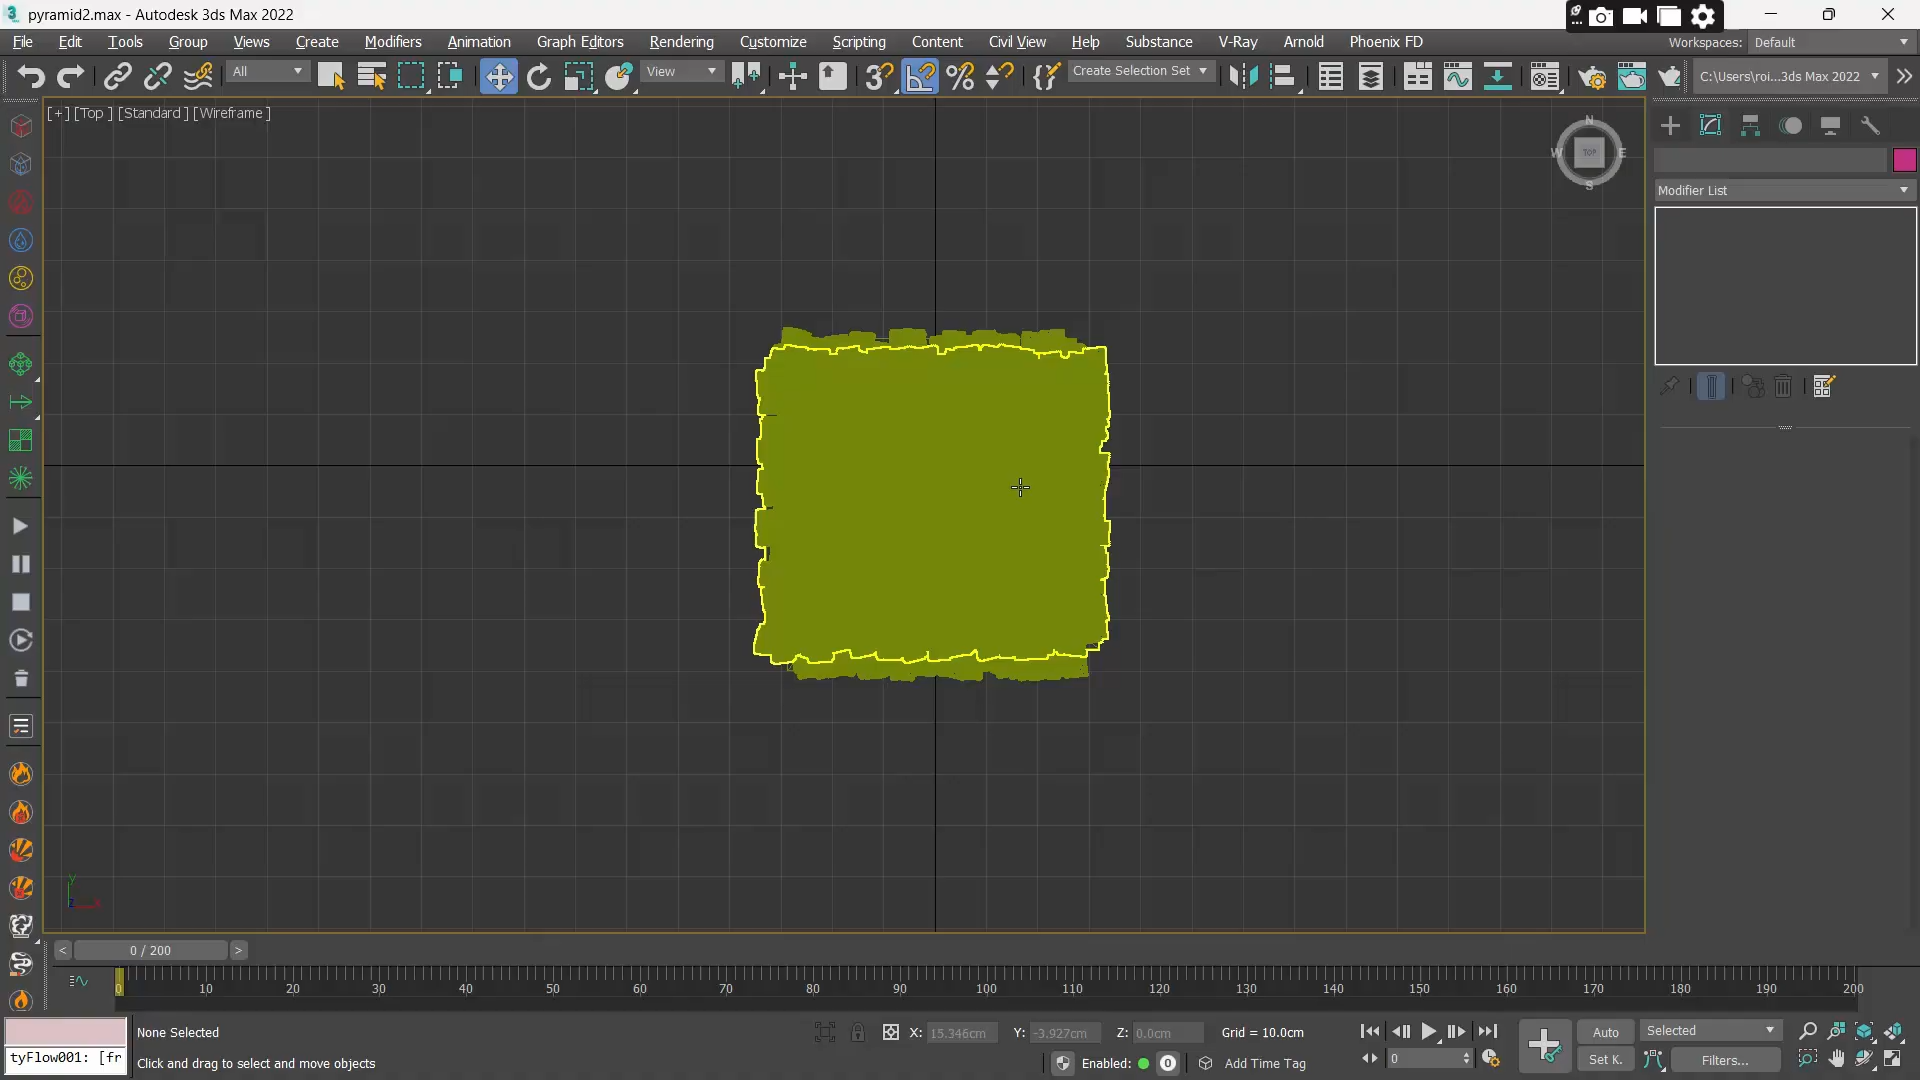 pyramid2.max - Autodesk 3ds Max 2022
File Edit Tools Group Views Create Modifiers Animation Graph Editors Rendering Customize Scripting Content Civil View Help Substance V-Ray Arnold Phoenix FD Workspaces: Default
All View Create Selection Set C:\Users\roi...3ds Max 2022
[+] [Top ] [Standard ] [Wireframe ]
N
W TOP E
S
Modifier List
y
z
< 0 / 200 >
0 10 20 30 40 50 60 70 80 90 100 110 120 130 140 150 160 170 180 190 200
None Selected X: 15.346cm Y: -3.927cm Z: 0.0cm Grid = 10.0cm Auto Selected
tyFlow001: [fr Click and drag to select and move objects Enabled: 0 Add Time Tag 0 Set K. Filters...